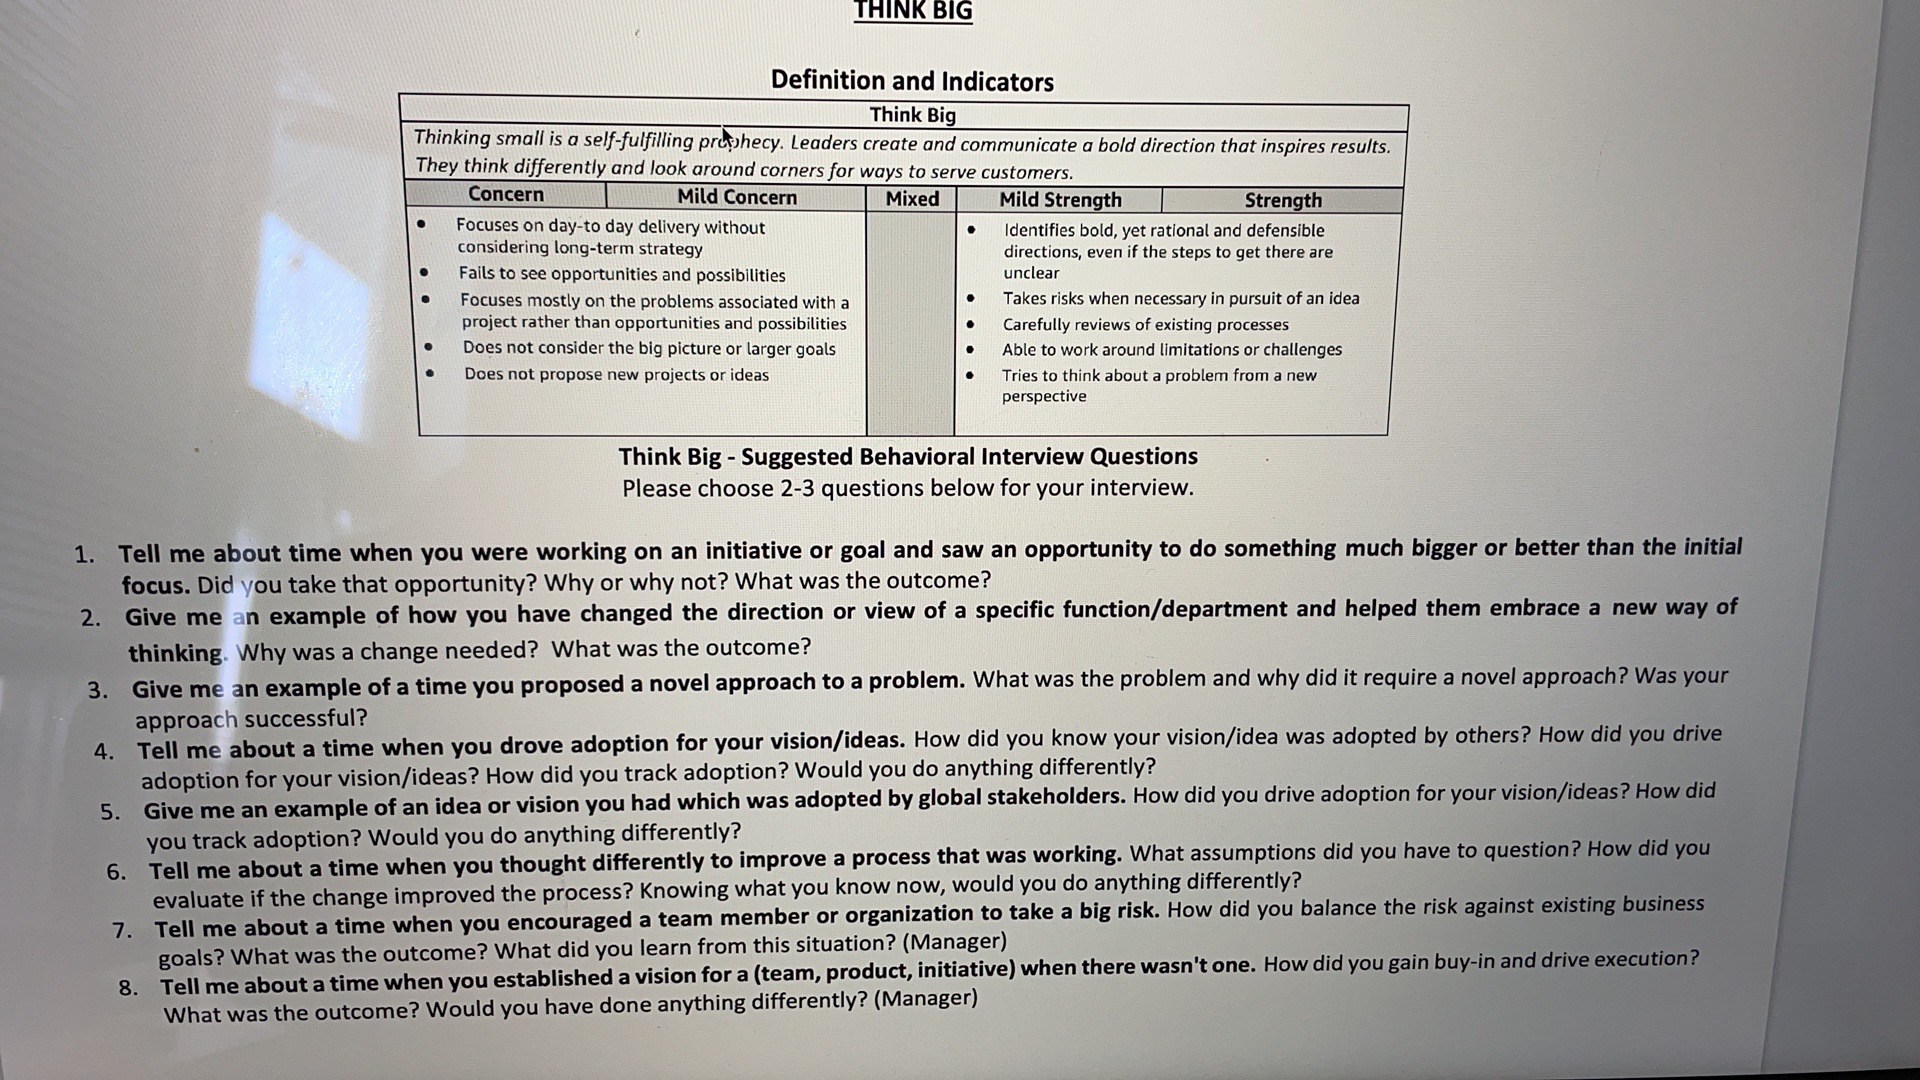 THINK BIG
Definition and Indicators
Think Big
Thinking small is a self-fulfilling prophecy. Leaders create and communicate a bold direction that inspires results.
They think differently and look around corners for ways to serve customers.
Concern Mild Concern Mixed Mild Strength Strength
• Focuses on day-to day delivery without
considering long-term strategy
• Fails to see opportunities and possibilities
• Focuses mostly on the problems associated with a
project rather than opportunities and possibilities
• Does not consider the big picture or larger goals
• Does not propose new projects or ideas
• Identifies bold, yet rational and defensible
directions, even if the steps to get there are
unclear
• Takes risks when necessary in pursuit of an idea
• Carefully reviews of existing processes
• Able to work around limitations or challenges
• Tries to think about a problem from a new
perspective
Think Big - Suggested Behavioral Interview Questions
Please choose 2-3 questions below for your interview.
1. Tell me about time when you were working on an initiative or goal and saw an opportunity to do something much bigger or better than the initial
focus. Did you take that opportunity? Why or why not? What was the outcome?
2. Give me an example of how you have changed the direction or view of a specific function/department and helped them embrace a new way of
thinking. Why was a change needed? What was the outcome?
3. Give me an example of a time you proposed a novel approach to a problem. What was the problem and why did it require a novel approach? Was your
approach successful?
4. Tell me about a time when you drove adoption for your vision/ideas. How did you know your vision/idea was adopted by others? How did you drive
adoption for your vision/ideas? How did you track adoption? Would you do anything differently?
5. Give me an example of an idea or vision you had which was adopted by global stakeholders. How did you drive adoption for your vision/ideas? How did
you track adoption? Would you do anything differently?
6. Tell me about a time when you thought differently to improve a process that was working. What assumptions did you have to question? How did you
evaluate if the change improved the process? Knowing what you know now, would you do anything differently?
7. Tell me about a time when you encouraged a team member or organization to take a big risk. How did you balance the risk against existing business
goals? What was the outcome? What did you learn from this situation? (Manager)
8. Tell me about a time when you established a vision for a (team, product, initiative) when there wasn't one. How did you gain buy-in and drive execution?
What was the outcome? Would you have done anything differently? (Manager)